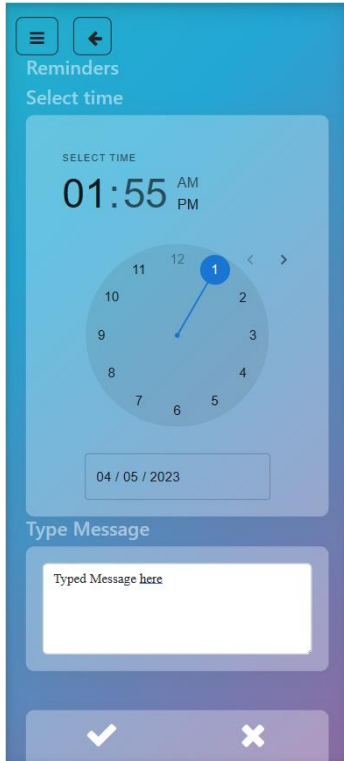 Reminders
Select time
SELECT TIME
01:55
AM
PM
12
1
2
3
4
5
6
7
8
9
10
11
04 / 05 / 2023
Type Message
Typed Message here